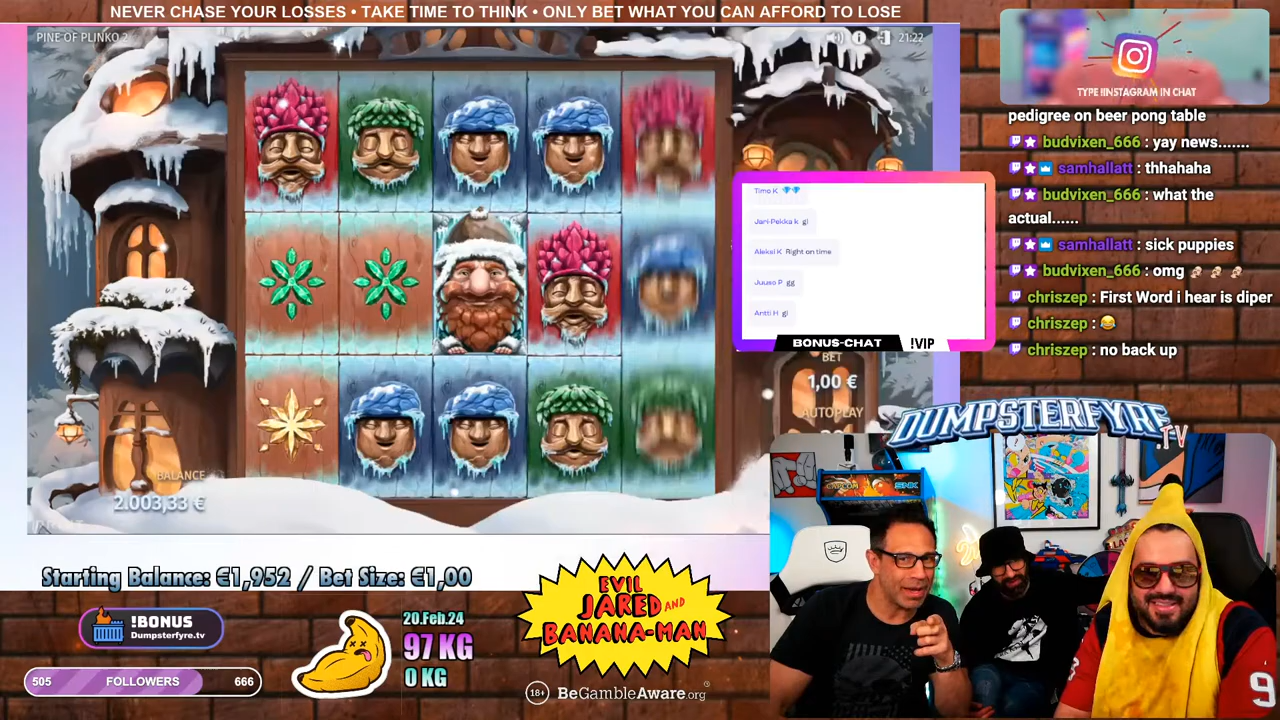 NEVER CHASE YOUR LOSSES • TAKE TIME TO THINK • ONLY BET WHAT YOU CAN AFFORD TO LOSE
PINE OF PLINKO 2
21:22
TYPE !INSTAGRAM IN CHAT
pedigree on beer pong table
budvixen_666 : yay news.......
samhallatt : thhahaha
budvixen_666 : what the
actual......
samhallatt : sick puppies
budvixen_666 : omg
chriszep : First Word i hear is diper
chriszep : 😂
chriszep : no back up
Timo K 💎💎
Jari-Pekka k gl
Aleksi K Right on time
Juuso P gg
Antti H gl
BONUS-CHAT !VIP
BET
1,00 €
AUTOPLAY
BALANCE
2.003,33 €
DUMPSTERFYRE
.TV
CAPCOM
SNK
Starting Balance: €1,952 / Bet Size: €1,00
!BONUS
Dumpsterfyre.tv
505 FOLLOWERS 666
20.Feb.24
97 KG
0 KG
EVIL
JARED AND
BANANA-MAN
18+ BeGambleAware.org
9